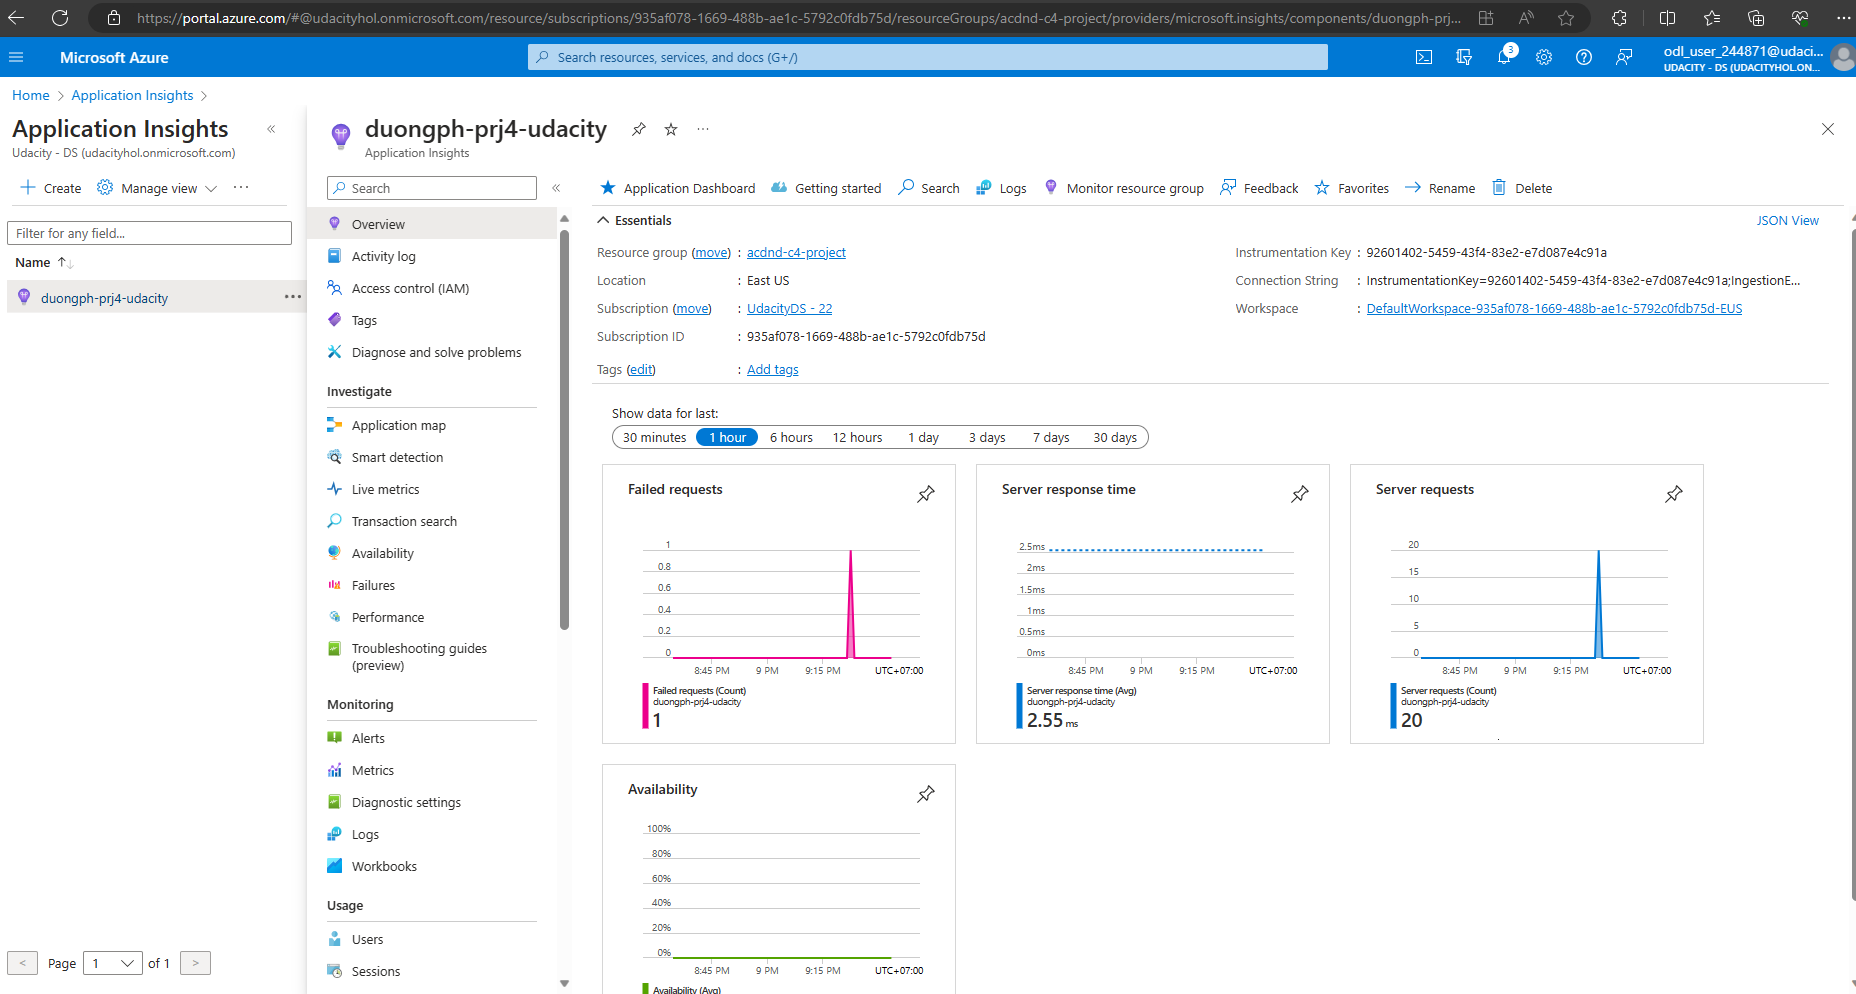 https://portal.azure.com/#@udacityhol.onmicrosoft.com/resource/subscriptions/935af078-1669-488b-ae1c-5792c0fdb75d/resourceGroups/acdnd-c4-project/providers/microsoft.insights/components/duongph-prj...
Microsoft Azure
Search resources, services, and docs (G+/)
3
odl_user_244871@udaci...
UDACITY - DS (UDACITYHOL.ON...
Home > Application Insights >
Application Insights
Udacity - DS (udacityhol.onmicrosoft.com)
Create
Manage view
Filter for any field...
Name
duongph-prj4-udacity
< Page 1 of 1 >
duongph-prj4-udacity
Application Insights
Search
Overview
Activity log
Access control (IAM)
Tags
Diagnose and solve problems
Investigate
Application map
Smart detection
Live metrics
Transaction search
Availability
Failures
Performance
Troubleshooting guides
(preview)
Monitoring
Alerts
Metrics
Diagnostic settings
Logs
Workbooks
Usage
Users
Sessions
Application Dashboard
Getting started
Search
Logs
Monitor resource group
Feedback
Favorites
Rename
Delete
Essentials
JSON View
Resource group (move) : acdnd-c4-project
Location : East US
Subscription (move) : UdacityDS - 22
Subscription ID : 935af078-1669-488b-ae1c-5792c0fdb75d
Tags (edit) : Add tags
Instrumentation Key : 92601402-5459-43f4-83e2-e7d087e4c91a
Connection String : InstrumentationKey=92601402-5459-43f4-83e2-e7d087e4c91a;IngestionE...
Workspace : DefaultWorkspace-935af078-1669-488b-ae1c-5792c0fdb75d-EUS
Show data for last:
30 minutes 1 hour 6 hours 12 hours 1 day 3 days 7 days 30 days
Failed requests
1
0.8
0.6
0.4
0.2
0
8:45 PM 9 PM 9:15 PM UTC+07:00
Failed requests (Count)
duongph-prj4-udacity
1
Server response time
2.5ms
2ms
1.5ms
1ms
0.5ms
0ms
8:45 PM 9 PM 9:15 PM UTC+07:00
Server response time (Avg)
duongph-prj4-udacity
2.55 ms
Server requests
20
15
10
5
0
8:45 PM 9 PM 9:15 PM UTC+07:00
Server requests (Count)
duongph-prj4-udacity
20
Availability
100%
80%
60%
40%
20%
0%
8:45 PM 9 PM 9:15 PM UTC+07:00
Availability (Avg)